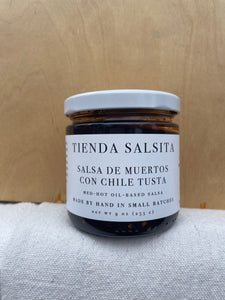 TIENDA SALSITA
SALSA DE MUERTOS
CON CHILE TUSTA
MED-HOT OIL-BASED SALSA
MADE BY HAND IN SMALL BATCHES
NET WT 9 OZ (255 G)